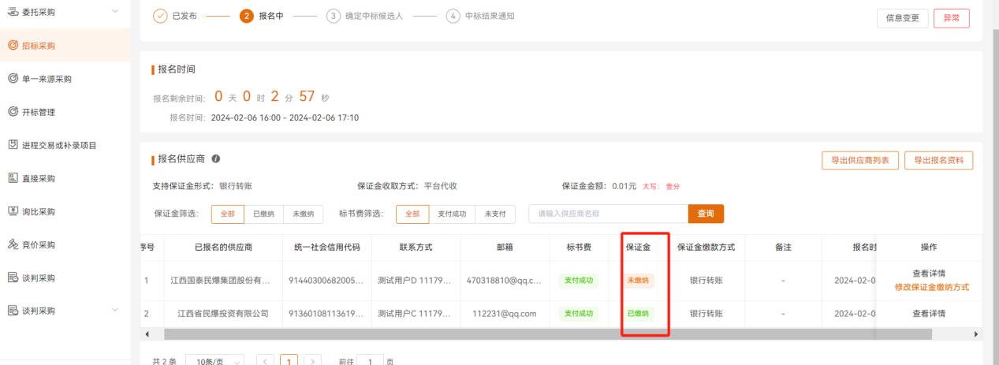 委托采购
招标采购
单一来源采购
开标管理
进程交易或补录项目
直接采购
询比采购
竞价采购
谈判采购
谈判采购
已发布 2 报名中 3 确定中标候选人 4 中标结果通知
信息变更 异常
报名时间
报名剩余时间: 0 天 0 时 2 分 57 秒
报名时间: 2024-02-06 16:00 - 2024-02-06 17:10
报名供应商
导出供应商列表 导出报名资料
支持保证金形式: 银行转账 保证金收取方式: 平台代收 保证金金额: 0.01元 大写: 壹分
保证金筛选: 全部 已缴纳 未缴纳 标书费筛选: 全部 支付成功 未支付 请输入供应商名称 查询
序号 已报名的供应商 统一社会信用代码 联系方式 邮箱 标书费 保证金 保证金缴款方式 备注 报名时 操作
1 江西国泰民爆集团股份有... 91440300682005... 测试用户D 11179... 470318810@qq.c... 支付成功 未缴纳 银行转账 - 2024-02-0 查看详情
修改保证金缴纳方式
2 江西省民爆投资有限公司 91360108113619... 测试用户C 11179... 112231@qq.com 支付成功 已缴纳 银行转账 - 2024-02-0 查看详情
共 2 条 10条/页 1 前往 1 页